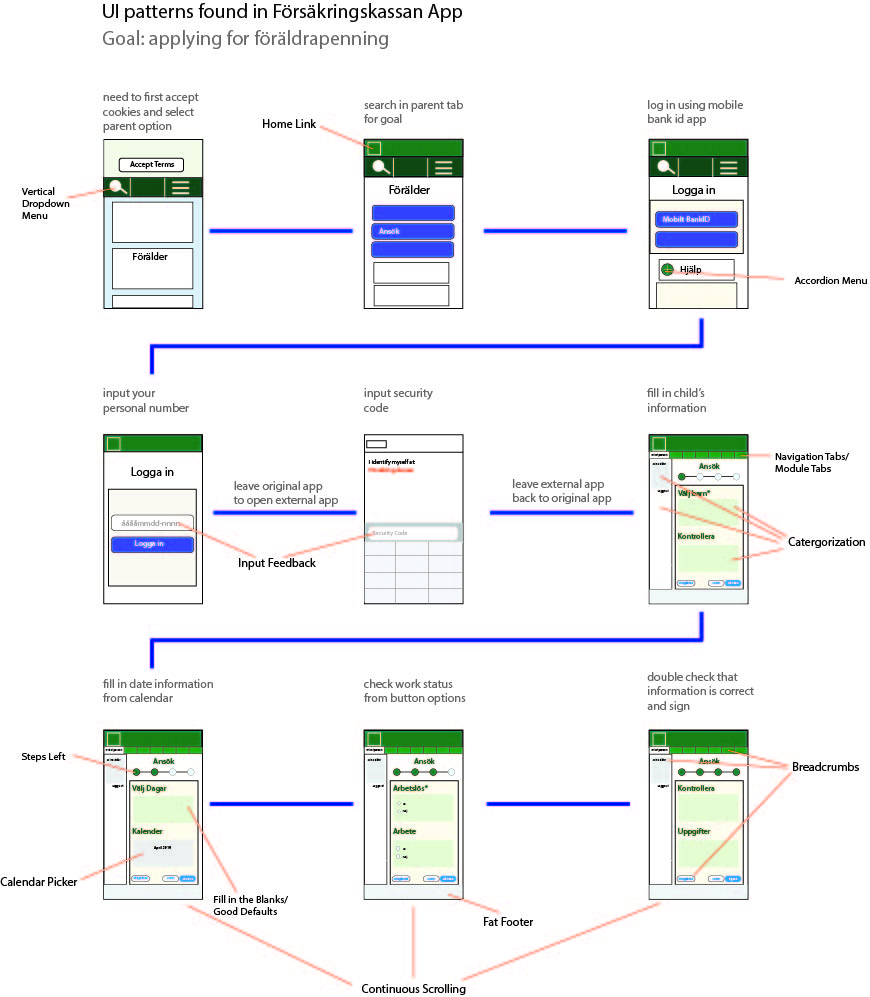 UI patterns found in Försäkringskassan App
Goal: applying for föräldrapenning
need to first accept
cookies and select
parent option
search in parent tab
for goal
log in using mobile
bank id app
Home Link
Accept Terms
Vertical
Dropdown
Menu
Förälder
Förälder
Ansök
Logga in
Mobilt BankID
Hjälp
Accordion Menu
input your
personal number
input security
code
fill in child's
information
Logga in
ååååmmdd-nnnn
Logga in
leave original app
to open external app
I identify myself at
Security Code
Input Feedback
leave external app
back to original app
Ansök
Välj barn*
Kontrollera
Navigation Tabs/
Module Tabs
Catergorization
fill in date information
from calendar
check work status
from button options
double check that
information is correct
and sign
Steps Left
Ansök
Välj Dagar
Kalender
April 2019
Calendar Picker
Fill in the Blanks/
Good Defaults
Ansök
Arbetslös*
Arbete
Fat Footer
Ansök
Kontrollera
Uppgifter
Breadcrumbs
Continuous Scrolling